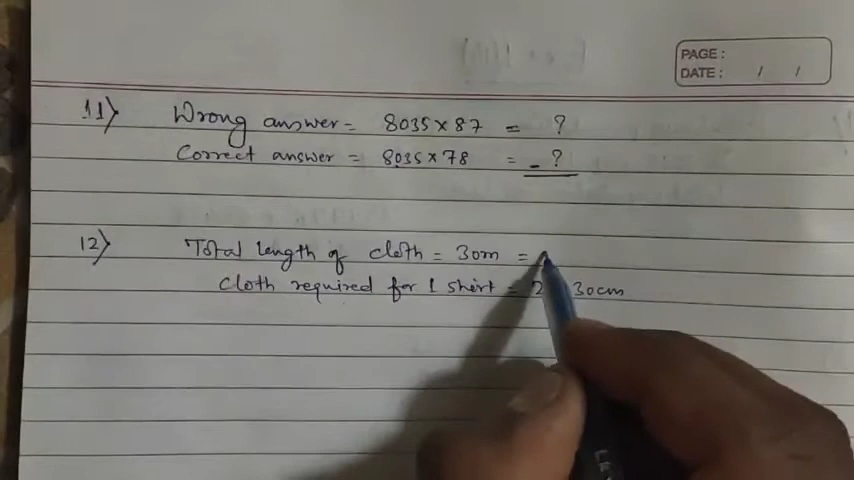 PAGE :
DATE : / /
11) Wrong answer = 8035 × 87 = ?
Correct answer = 8035 × 78 = - ?
12) Total length of cloth = 30m =
Cloth required for 1 shirt = 2 30cm